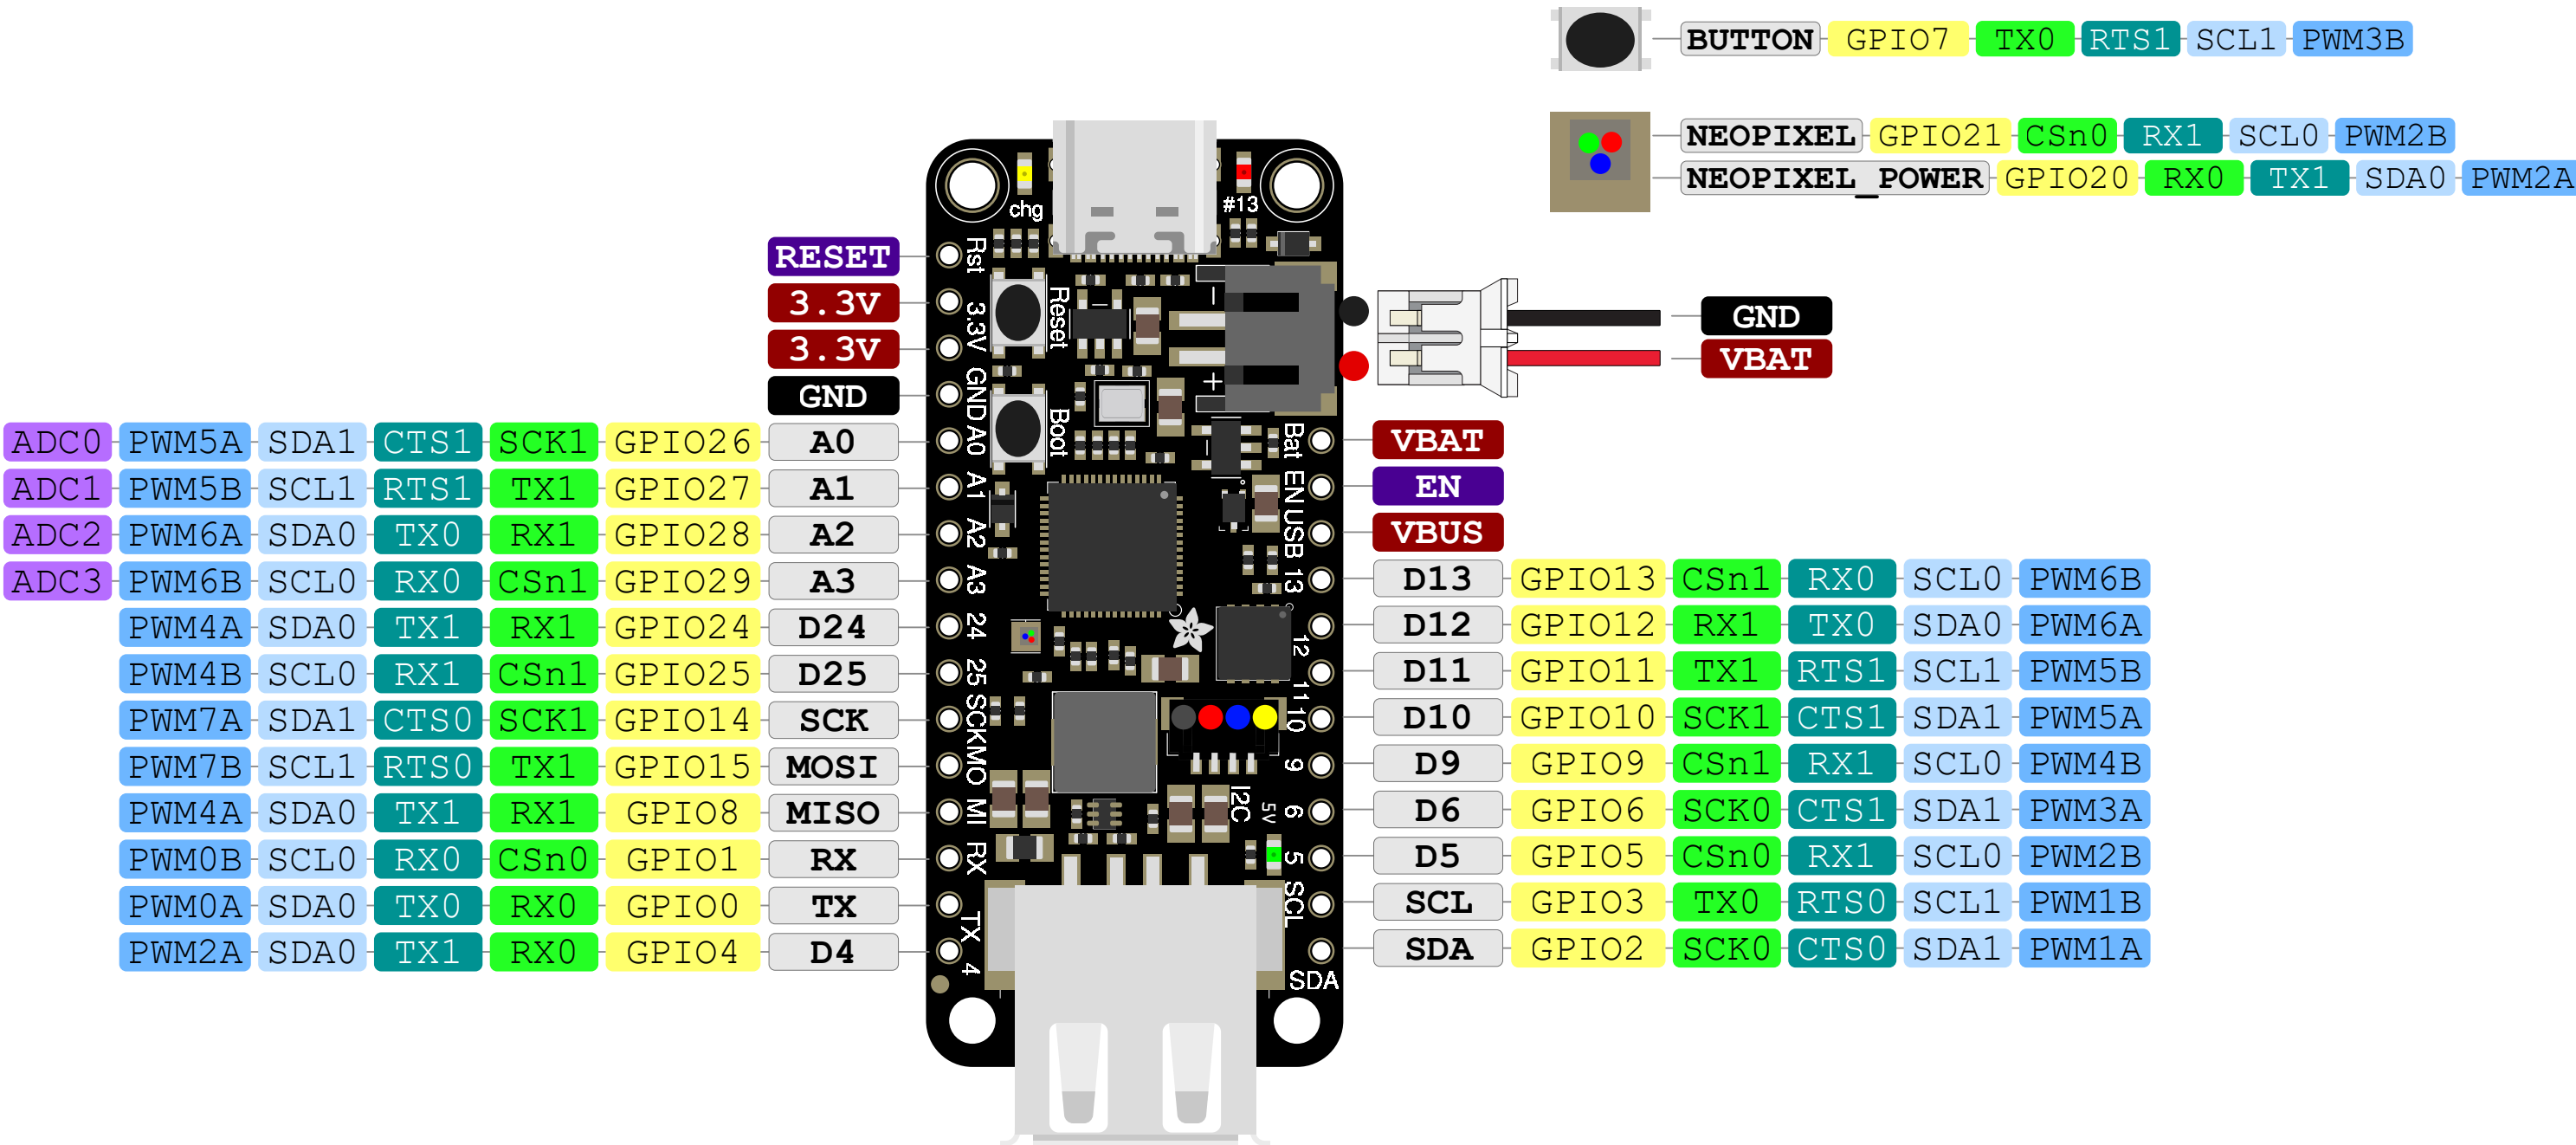 BUTTON GPIO7 TX0 RTS1 SCL1 PWM3B
NEOPIXEL GPIO21 CSn0 RX1 SCL0 PWM2B
NEOPIXEL_POWER GPIO20 RX0 TX1 SDA0 PWM2A
chg
#13
RESET
3.3V
3.3V
GND
ADC0 PWM5A SDA1 CTS1 SCK1 GPIO26 A0
ADC1 PWM5B SCL1 RTS1 TX1 GPIO27 A1
ADC2 PWM6A SDA0 TX0 RX1 GPIO28 A2
ADC3 PWM6B SCL0 RX0 CSn1 GPIO29 A3
PWM4A SDA0 TX1 RX1 GPIO24 D24
PWM4B SCL0 RX1 CSn1 GPIO25 D25
PWM7A SDA1 CTS0 SCK1 GPIO14 SCK
PWM7B SCL1 RTS0 TX1 GPIO15 MOSI
PWM4A SDA0 TX1 RX1 GPIO8 MISO
PWM0B SCL0 RX0 CSn0 GPIO1 RX
PWM0A SDA0 TX0 RX0 GPIO0 TX
PWM2A SDA0 TX1 RX0 GPIO4 D4
Rst
3.3V
GND
A0
A1
A2
A3
24
25
SCK
MO
MI
RX
TX
4
Reset
Boot
-
+
Bat
EN
USB
13
12
11
10
9
6
5
SCL
SDA
I2C
5V
GND
VBAT
VBAT
EN
VBUS
D13 GPIO13 CSn1 RX0 SCL0 PWM6B
D12 GPIO12 RX1 TX0 SDA0 PWM6A
D11 GPIO11 TX1 RTS1 SCL1 PWM5B
D10 GPIO10 SCK1 CTS1 SDA1 PWM5A
D9 GPIO9 CSn1 RX1 SCL0 PWM4B
D6 GPIO6 SCK0 CTS1 SDA1 PWM3A
D5 GPIO5 CSn0 RX1 SCL0 PWM2B
SCL GPIO3 TX0 RTS0 SCL1 PWM1B
SDA GPIO2 SCK0 CTS0 SDA1 PWM1A